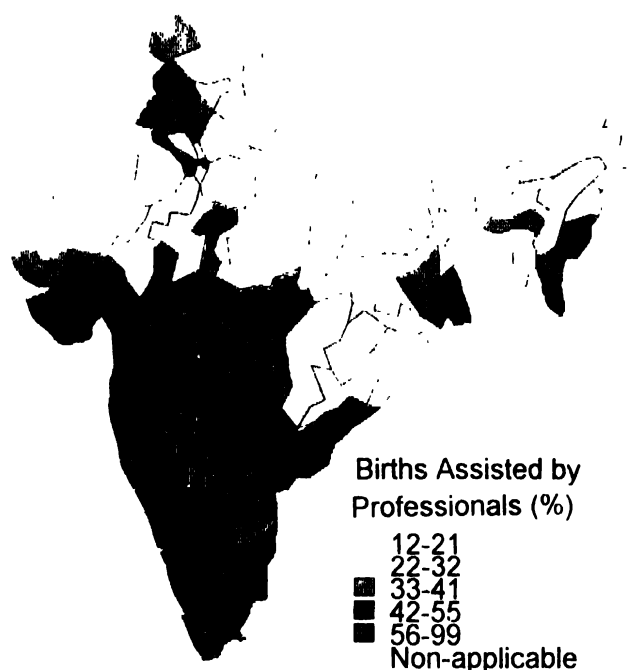 Births Assisted by
Professionals (%)
12-21
22-32
33-41
42-55
56-99
Non-applicable